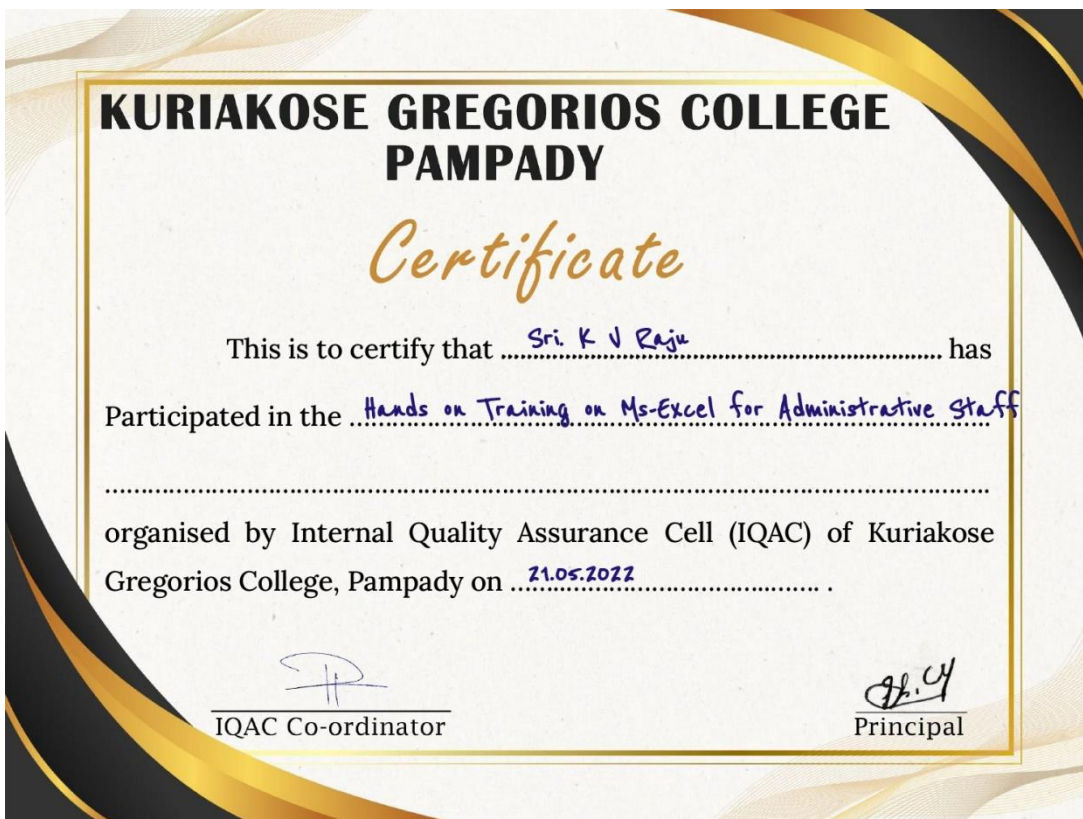 KURIAKOSE GREGORIOS COLLEGE
PAMPADY
Certificate
This is to certify that ..... Sri. K V Raju ..... has
Participated in the ..... Hands on Training on Ms-Excel for Administrative Staff
.....
organised by Internal Quality Assurance Cell (IQAC) of Kuriakose
Gregorios College, Pampady on ..... 21.05.2022 ..... .
IQAC Co-ordinator
Principal